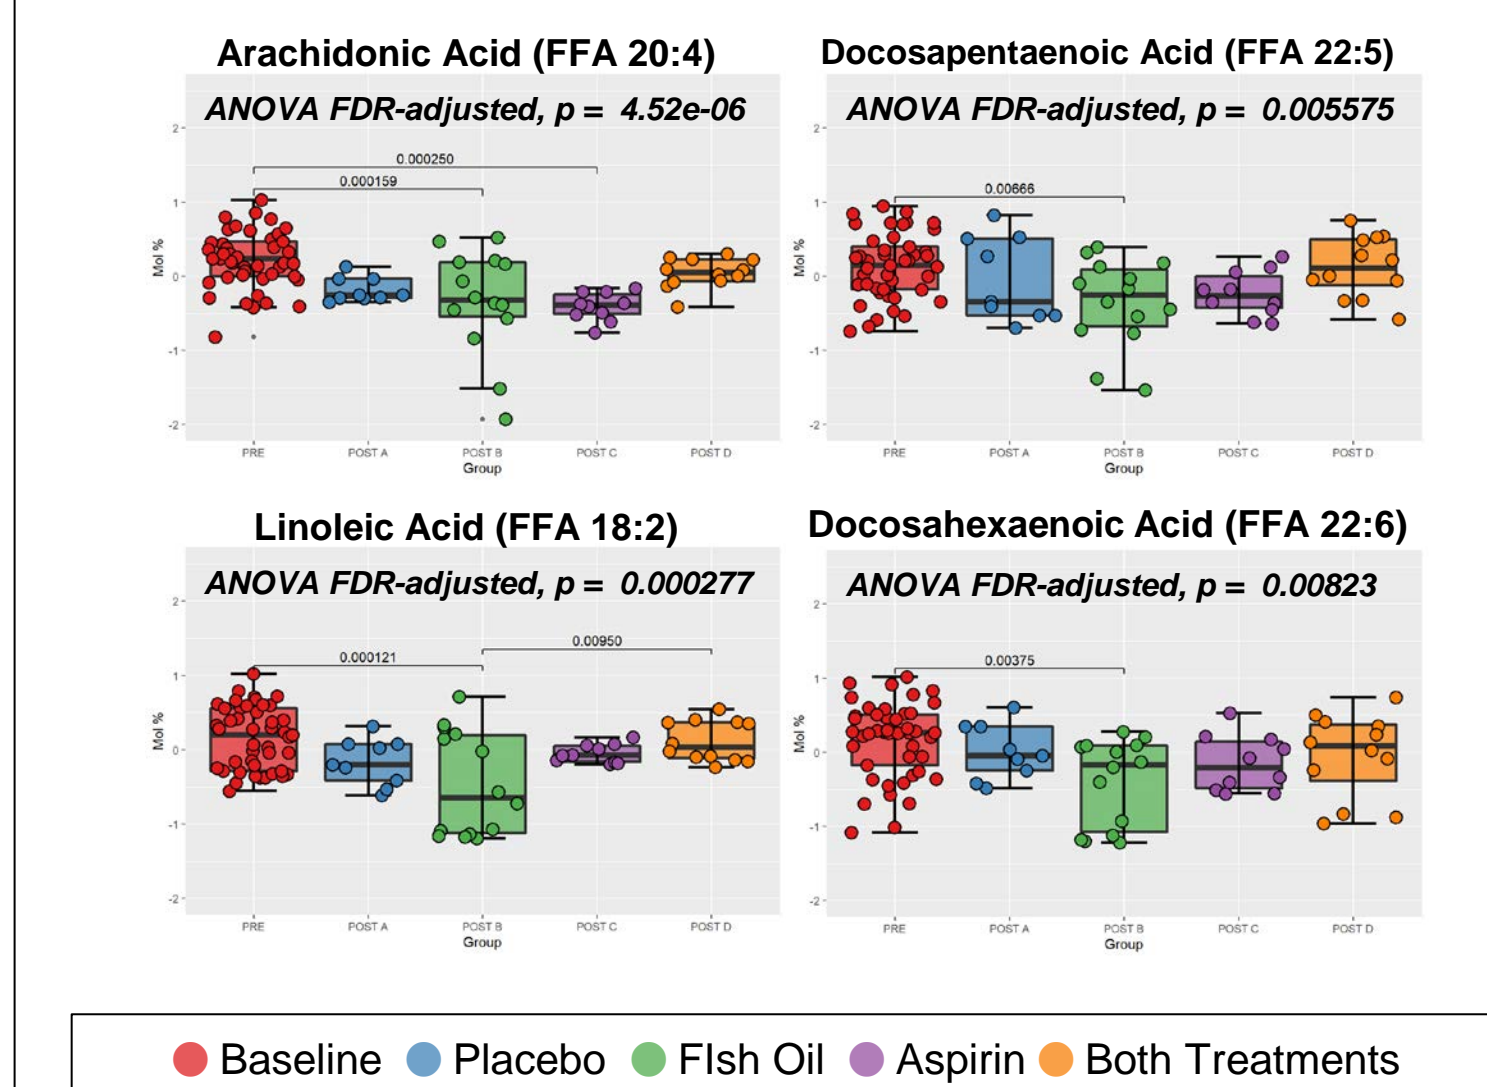 Arachidonic Acid (FFA 20:4)
ANOVA FDR-adjusted, p = 4.52e-06
0.000250
0.000159
2
1
0
-1
-2
Mol %
PRE POST A POST B POST C POST D
Group
Docosapentaenoic Acid (FFA 22:5)
ANOVA FDR-adjusted, p = 0.005575
0.00666
2
1
0
-1
-2
Mol %
PRE POST A POST B POST C POST D
Group
Linoleic Acid (FFA 18:2)
ANOVA FDR-adjusted, p = 0.000277
0.00950
0.000121
2
1
0
-1
-2
Mol %
PRE POST A POST B POST C POST D
Group
Docosahexaenoic Acid (FFA 22:6)
ANOVA FDR-adjusted, p = 0.00823
0.00375
2
1
0
-1
-2
Mol %
PRE POST A POST B POST C POST D
Group
Baseline Placebo FIsh Oil Aspirin Both Treatments